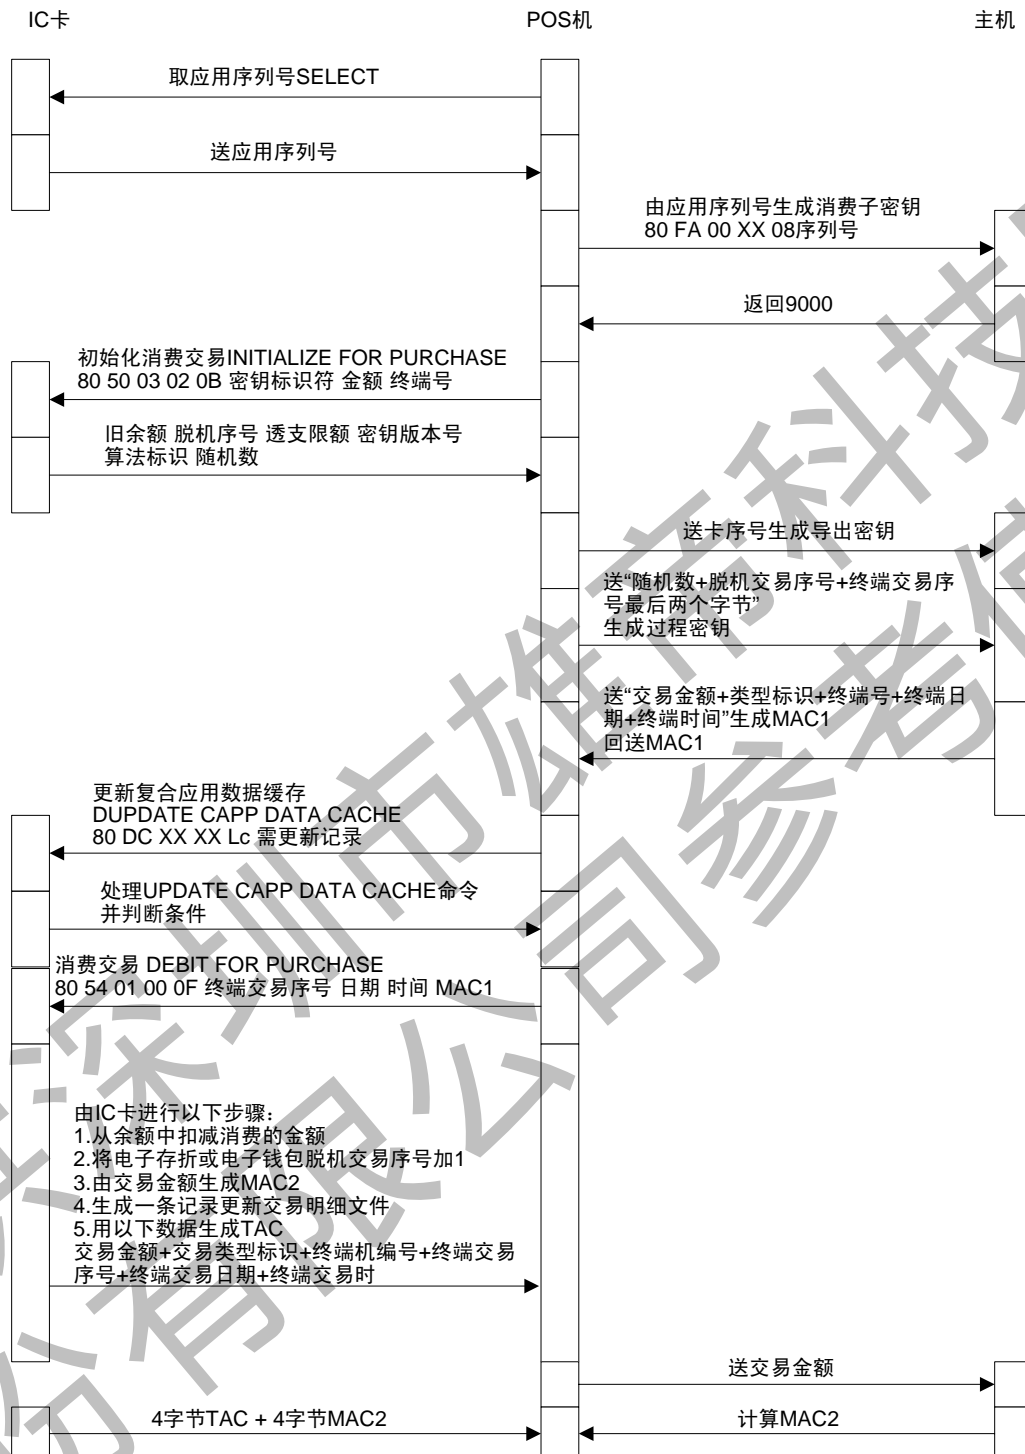 IC卡
POS机
主机
取应用序列号SELECT
送应用序列号
由应用序列号生成消费子密钥
80 FA 00 XX 08序列号
返回9000
初始化消费交易INITIALIZE FOR PURCHASE
80 50 03 02 0B 密钥标识符 金额 终端号
旧余额 脱机序号 透支限额 密钥版本号
算法标识 随机数
送卡序号生成导出密钥
送“随机数+脱机交易序号+终端交易序
号最后两个字节”
生成过程密钥
送“交易金额+类型标识+终端号+终端日
期+终端时间”生成MAC1
回送MAC1
更新复合应用数据缓存
DUPDATE CAPP DATA CACHE
80 DC XX XX Lc 需更新记录
处理UPDATE CAPP DATA CACHE命令
并判断条件
消费交易 DEBIT FOR PURCHASE
80 54 01 00 0F 终端交易序号 日期 时间 MAC1
由IC卡进行以下步骤：
1.从余额中扣减消费的金额
2.将电子存折或电子钱包脱机交易序号加1
3.由交易金额生成MAC2
4.生成一条记录更新交易明细文件
5.用以下数据生成TAC
交易金额+交易类型标识+终端机编号+终端交易
序号+终端交易日期+终端交易时
送交易金额
4字节TAC + 4字节MAC2
计算MAC2
供深圳市雄帝科技
份有限公司参考使